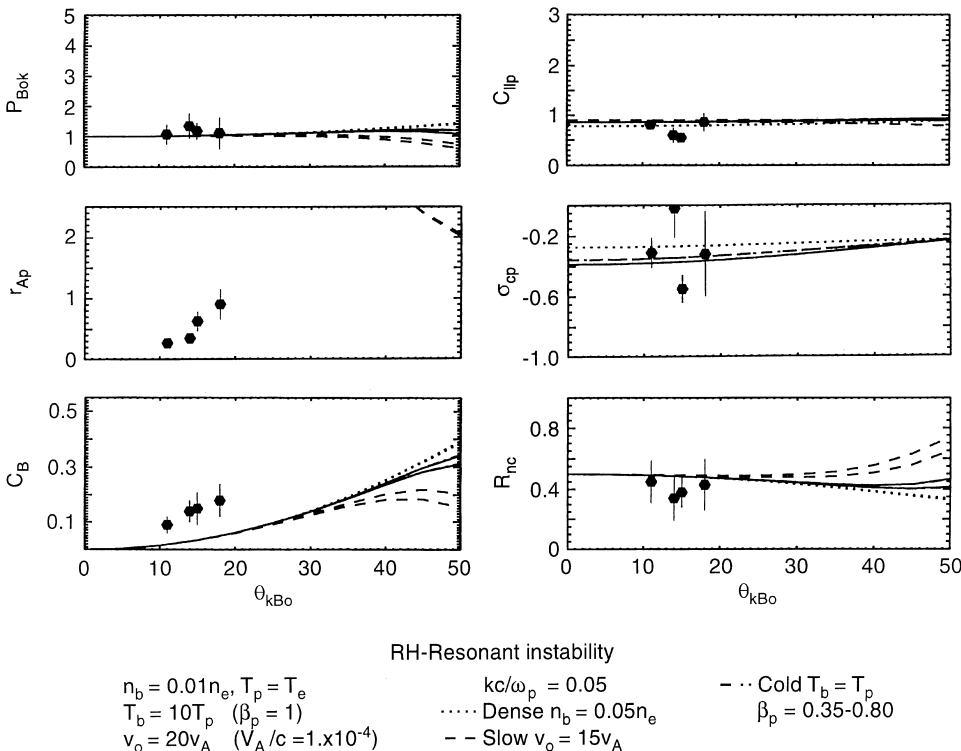 5
4
3
2
1
0
P_Bok
3
2
1
0
C_llp
2
1
0
r_Ap
-0.2
-0.6
-1.0
σ_cp
0.5
0.3
0.1
C_B
0 10 20 30 40 50
θ_kBo
0.8
0.4
0
R_nc
0 10 20 30 40 50
θ_kBo
RH-Resonant instability
n_b = 0.01n_e, T_p = T_e
T_b = 10T_p (β_p = 1)
v_o = 20v_A (V_A/c = 1.x10^-4)
kc/ω_p = 0.05
Dense n_b = 0.05n_e
Slow v_o = 15v_A
Cold T_b = T_p
β_p = 0.35-0.80